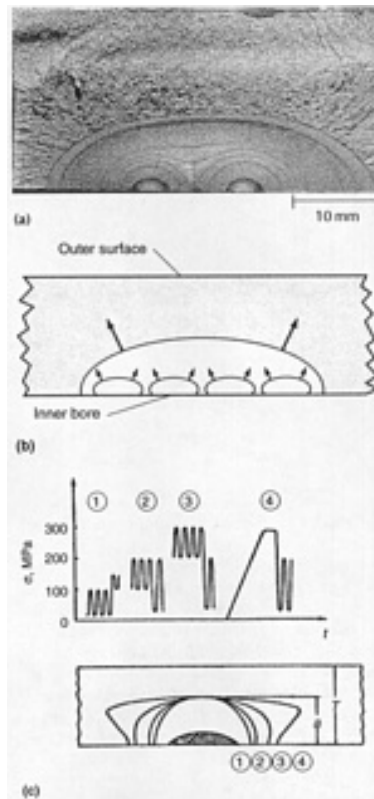 (a)
10 mm
Outer surface
Inner bore
(b)
① ② ③ ④
300
200
100
0
σ, MPa
t
① ② ③ ④
(c)